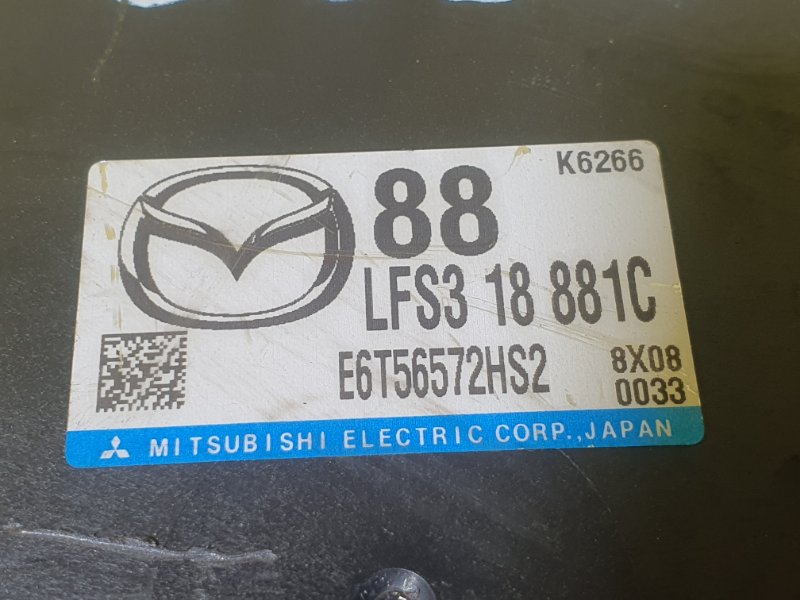 K6266
88
LFS3 18 881C
E6T56572HS2 8X08
0033
MITSUBISHI ELECTRIC CORP.,JAPAN